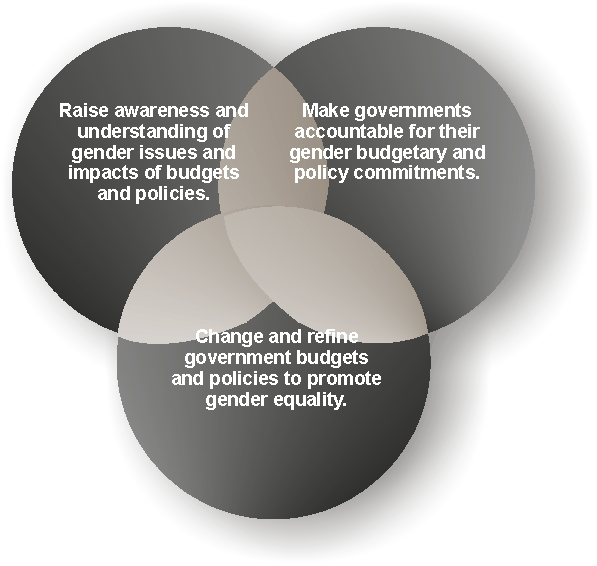 Raise awareness and
understanding of
gender issues and
impacts of budgets
and policies.
Make governments
accountable for their
gender budgetary and
policy commitments.
Change and refine
government budgets
and policies to promote
gender equality.